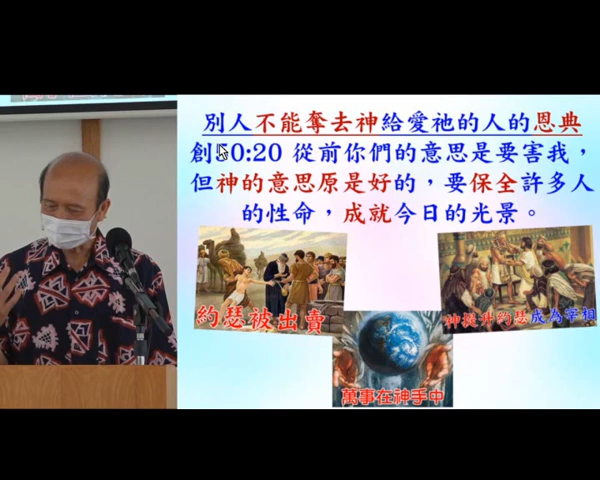 別人不能奪去神給愛祂的人的恩典
創50:20 從前你們的意思是要害我，
但神的意思原是好的，要保全許多人
的性命，成就今日的光景。
約瑟被出賣
神提升約瑟成為宰相
萬事在神手中